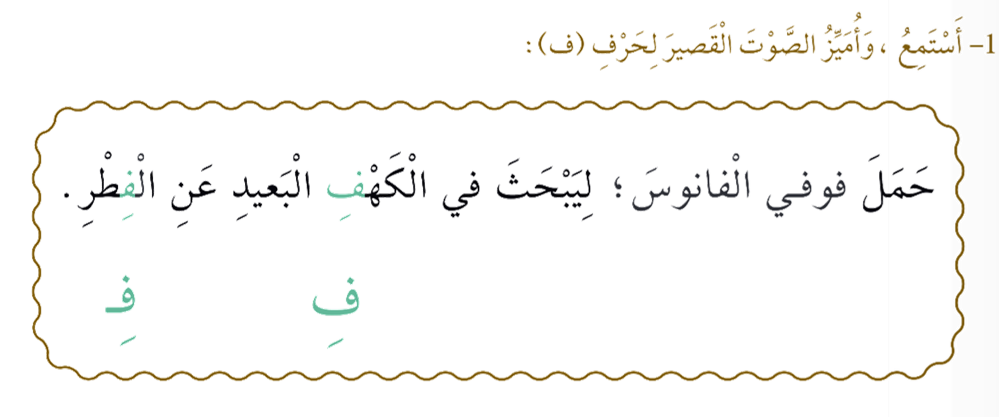 1- أَسْتَمِعُ ، وَأُمَيِّزُ الصَّوْتَ الْقَصيرَ لِحَرْفِ (ف) :
حَمَلَ فوفي الْفانوسَ ؛ لِيَبْحَثَ في الْكَهْفِ الْبَعيدِ عَنِ الْفِطْرِ .
فِ فِـ